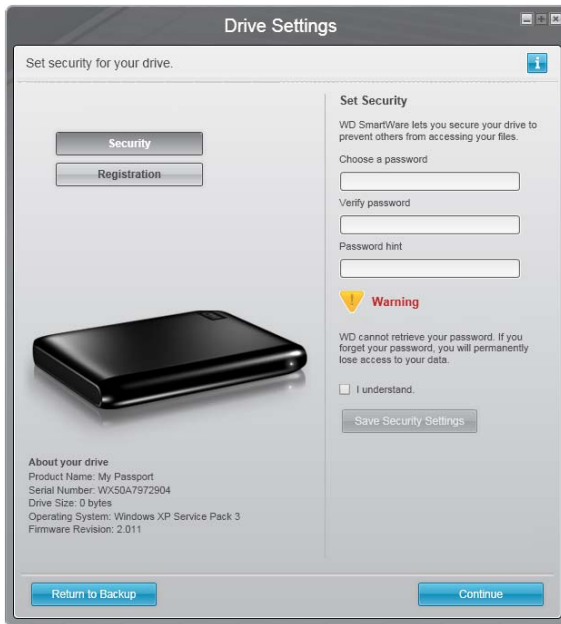 Drive Settings
Set security for your drive.
i
Security
Registration
About your drive
Product Name: My Passport
Serial Number: WX50A7972904
Drive Size: 0 bytes
Operating System: Windows XP Service Pack 3
Firmware Revision: 2.011
Set Security
WD SmartWare lets you secure your drive to
prevent others from accessing your files.
Choose a password
Verify password
Password hint
! Warning
WD cannot retrieve your password. If you
forget your password, you will permanently
lose access to your data.
I understand.
Save Security Settings
Return to Backup
Continue